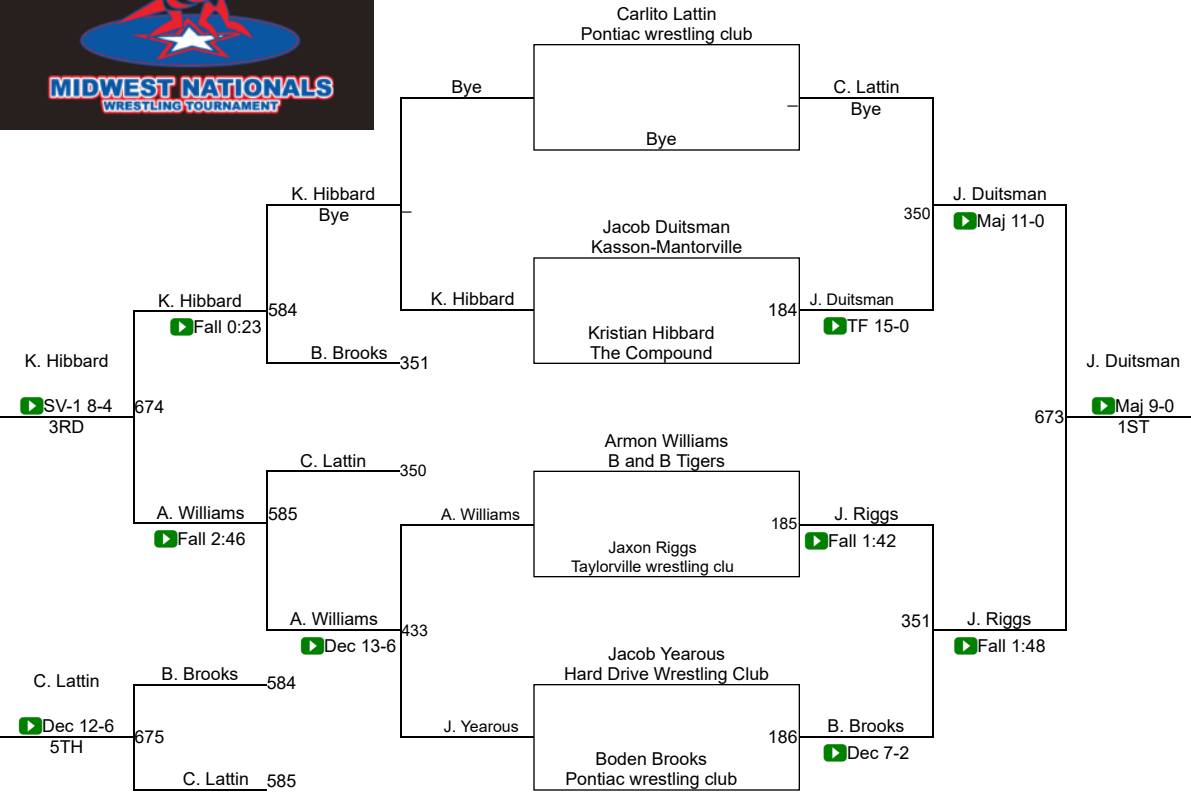 MIDWEST NATIONALS
WRESTLING TOURNAMENT
Carlito Lattin
Pontiac wrestling club
Bye
C. Lattin
Bye
Bye
K. Hibbard
Bye
350
J. Duitsman
Maj 11-0
Jacob Duitsman
Kasson-Mantorville
K. Hibbard
Fall 0:23
584
K. Hibbard
184
J. Duitsman
TF 15-0
Kristian Hibbard
The Compound
B. Brooks
351
K. Hibbard
SV-1 8-4
3RD
674
J. Duitsman
Maj 9-0
1ST
673
Armon Williams
B and B Tigers
C. Lattin
350
A. Williams
Fall 2:46
585
A. Williams
185
J. Riggs
Fall 1:42
Jaxon Riggs
Taylorville wrestling clu
A. Williams
Dec 13-6
433
351
J. Riggs
Fall 1:48
Jacob Yearous
Hard Drive Wrestling Club
C. Lattin
Dec 12-6
5TH
B. Brooks
584
675
J. Yearous
186
B. Brooks
Dec 7-2
Boden Brooks
Pontiac wrestling club
C. Lattin
585